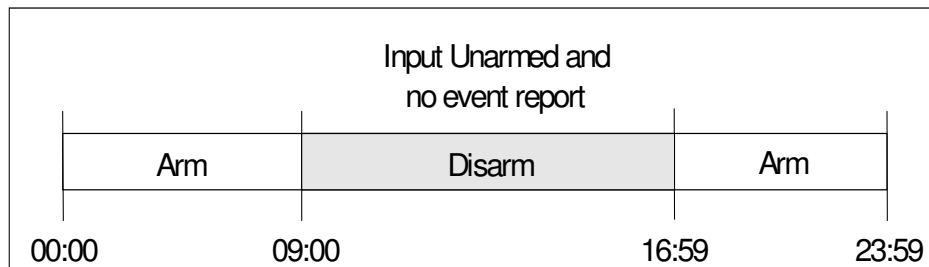 Input Unarmed and
no event report
Arm Disarm Arm
00:00 09:00 16:59 23:59